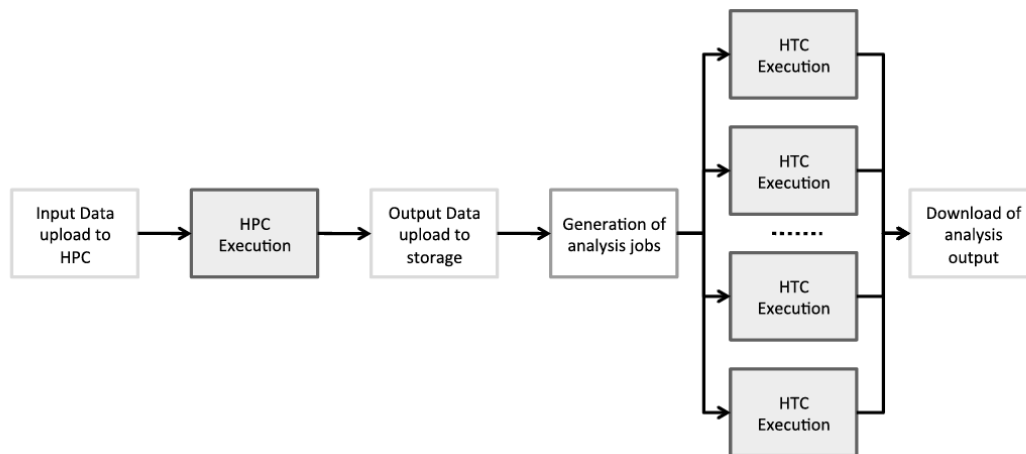 Input Data
upload to
HPC
HPC
Execution
Output Data
upload to
storage
Generation of
analysis jobs
HTC
Execution
HTC
Execution
........
HTC
Execution
HTC
Execution
Download of
analysis
output